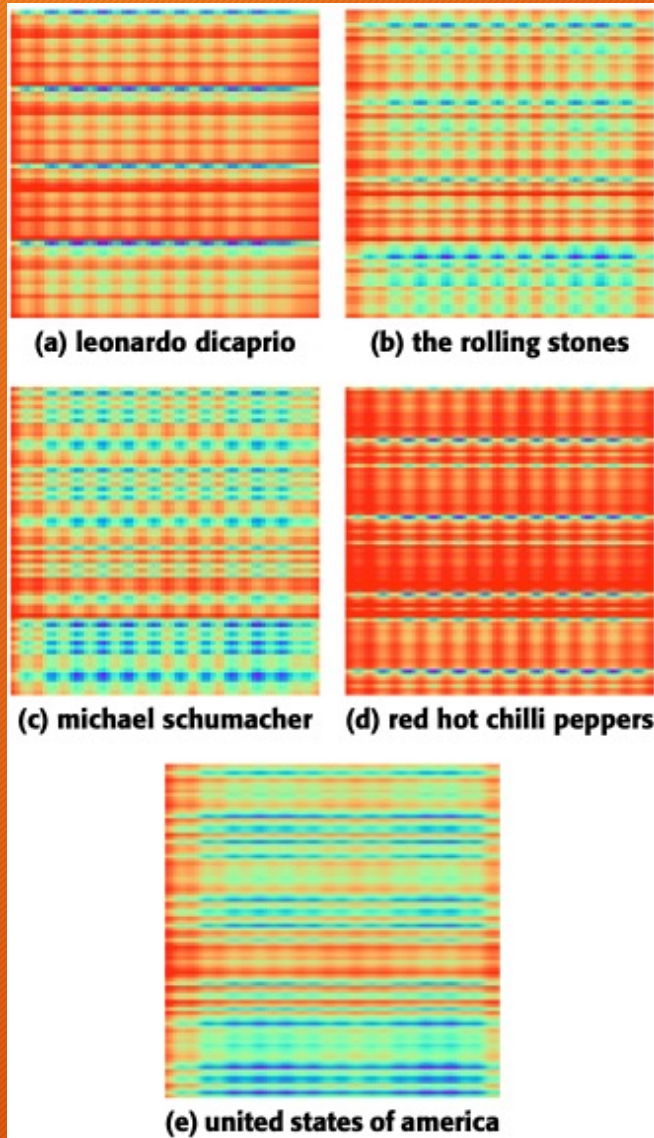 (a) leonardo dicaprio
(b) the rolling stones
(c) michael schumacher
(d) red hot chilli peppers
(e) united states of america